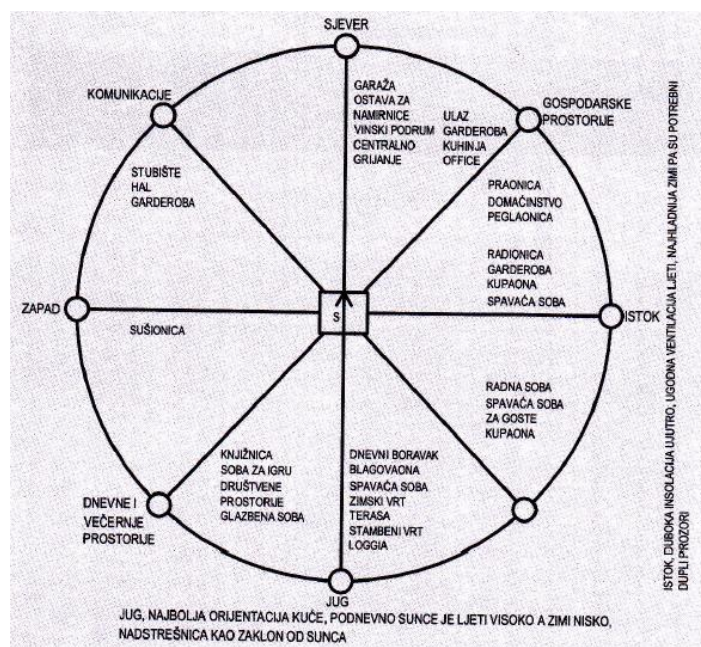 SJEVER
KOMUNIKACIJE
GOSPODARSKE
PROSTORIJE
GARAŽA
OSTAVA ZA
NAMIRNICE
VINSKI PODRUM
CENTRALNO
GRIJANJE
ULAZ
GARDEROBA
KUHINJA
OFFICE
STUBIŠTE
HAL
GARDEROBA
PRAONICA
DOMAĆINSTVO
PEGLAONICA
RADIONICA
GARDEROBA
KUPAONA
SPAVAĆA SOBA
ZAPAD
S
ISTOK
SUŠIONICA
RADNA SOBA
SPAVAĆA SOBA
ZA GOSTE
KUPAONA
KNJIŽNICA
SOBA ZA IGRU
DRUŠTVENE
PROSTORIJE
GLAZBENA SOBA
DNEVNI BORAVAK
BLAGOVAONA
SPAVAĆA SOBA
ZIMSKI VRT
TERASA
STAMBENI VRT
LOGGIA
DNEVNE I
VEČERNJE
PROSTORIJE
JUG
JUG, NAJBOLJA ORIJENTACIJA KUĆE, PODNEVNO SUNCE JE LJETI VISOKO A ZIMI NISKO,
NADSTREŠNICA KAO ZAKLON OD SUNCA
ISTOK, DUBOKA INSOLACIJA UJUTRO, UGODNA VENTILACIJA LJETI, NAJHLADNIJA ZIMI PA SU POTREBNI
DUPLI PROZORI